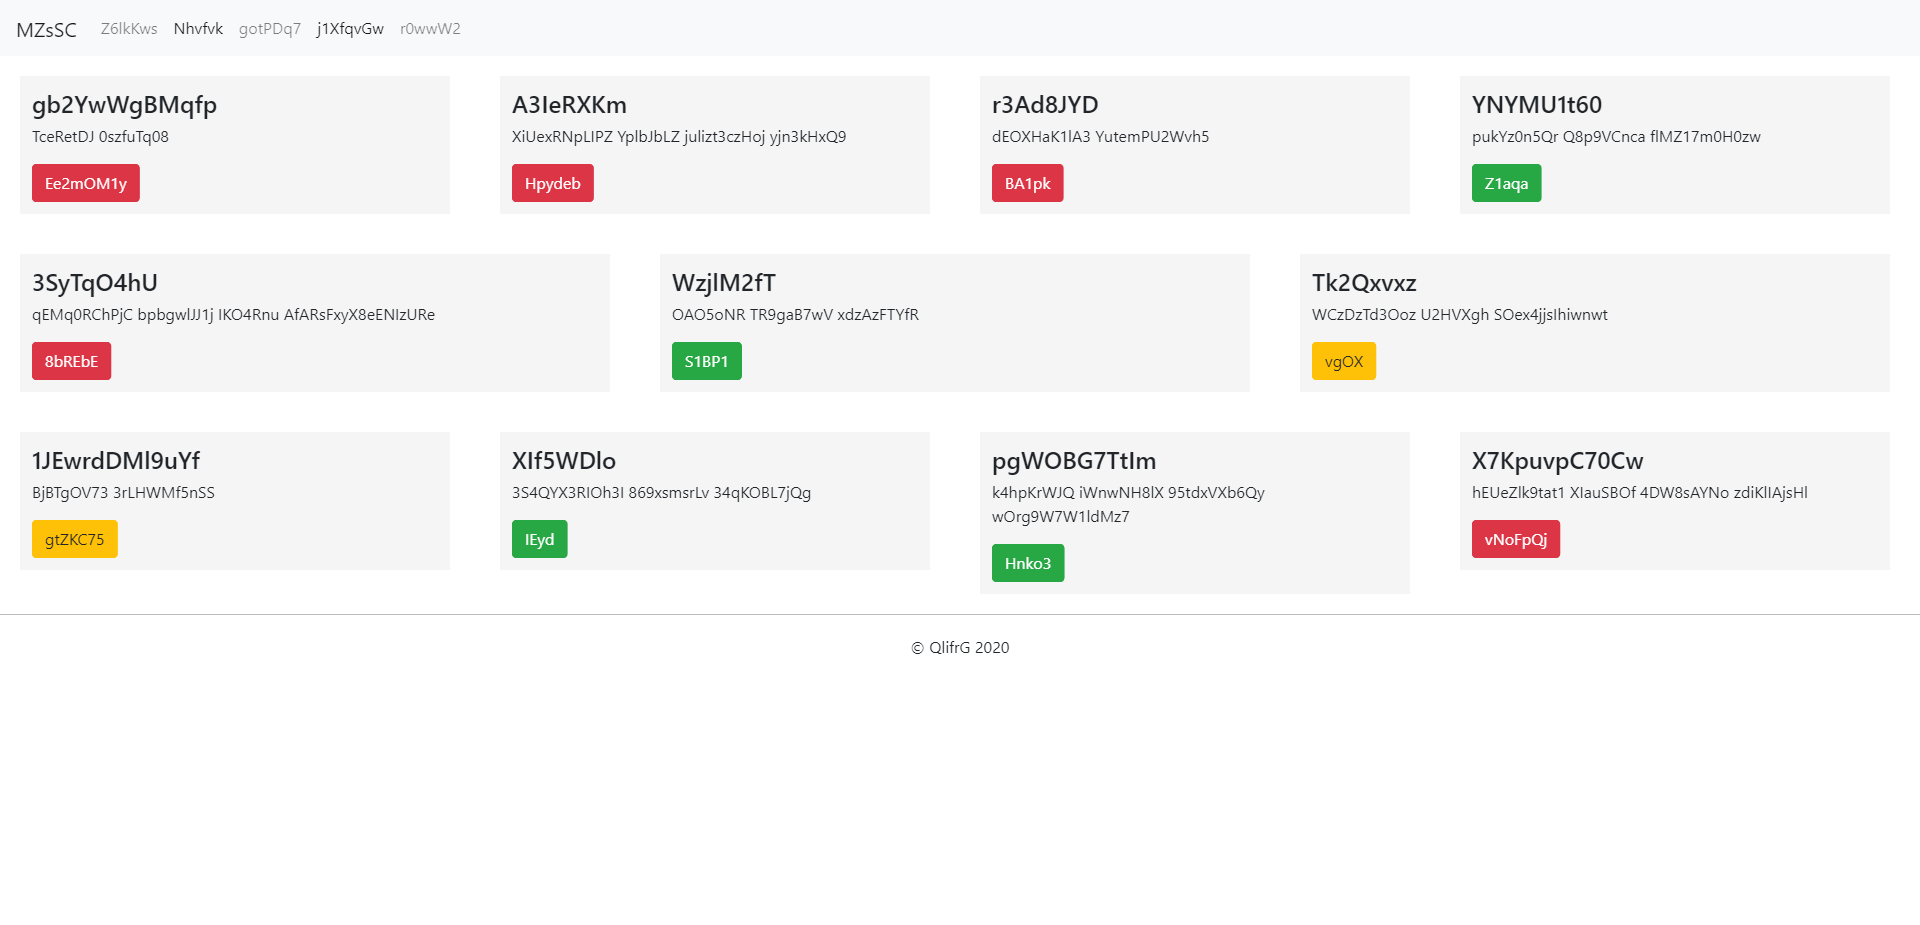 MZsSC Z6lkKws Nhvfvk gotPDq7 j1XfqvGw r0wwW2
gb2YwWgBMqfp
TceRetDJ 0szfuTq08
Ee2mOM1y
A3IeRXKm
XiUexRNpLIPZ YplbJbLZ julizt3czHoj yjn3kHxQ9
Hpydeb
r3Ad8JYD
dEOXHaK1lA3 YutemPU2Wvh5
BA1pk
YNYMU1t60
pukYz0n5Qr Q8p9VCnca flMZ17m0H0zw
Z1aqa
3SyTqO4hU
qEMq0RChPjC bpbgwlJJ1j IKO4Rnu AfARsFxyX8eENIzURe
8bREbE
WzjlM2fT
OAO5oNR TR9gaB7wV xdzAzFTYfR
S1BP1
Tk2Qxvxz
WCzDzTd3Ooz U2HVXgh SOex4jjsIhiwnwt
vgOX
1JEwrdDMl9uYf
BjBTgOV73 3rLHWMf5nSS
gtZKC75
XIf5WDlo
3S4QYX3RIOh3I 869xsmsrLv 34qKOBL7jQg
IEyd
pgWOBG7TtIm
k4hpKrWJQ iWnwNH8lX 95tdxVXb6Qy
wOrg9W7W1ldMz7
Hnko3
X7KpuvpC70Cw
hEUeZlk9tat1 XIauSBOf 4DW8sAYNo zdiKlIAjsHl
vNoFpQj
© QlifrG 2020